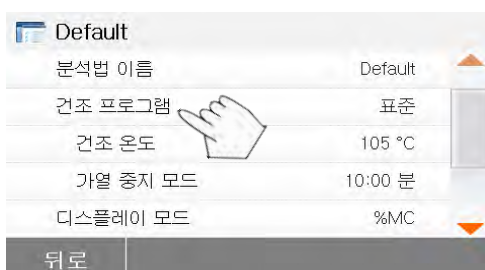 Default
분석법 이름 Default
건조 프로그램 표준
건조 온도 105 °C
가열 중지 모드 10:00 분
디스플레이 모드 %MC
뒤로